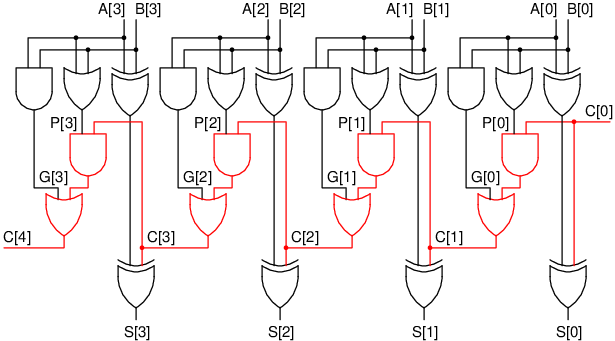 A[3] B[3] A[2] B[2] A[1] B[1] A[0] B[0]
C[0]
P[3] P[2] P[1] P[0]
G[3] G[2] G[1] G[0]
C[4] C[3] C[2] C[1]
S[3] S[2] S[1] S[0]